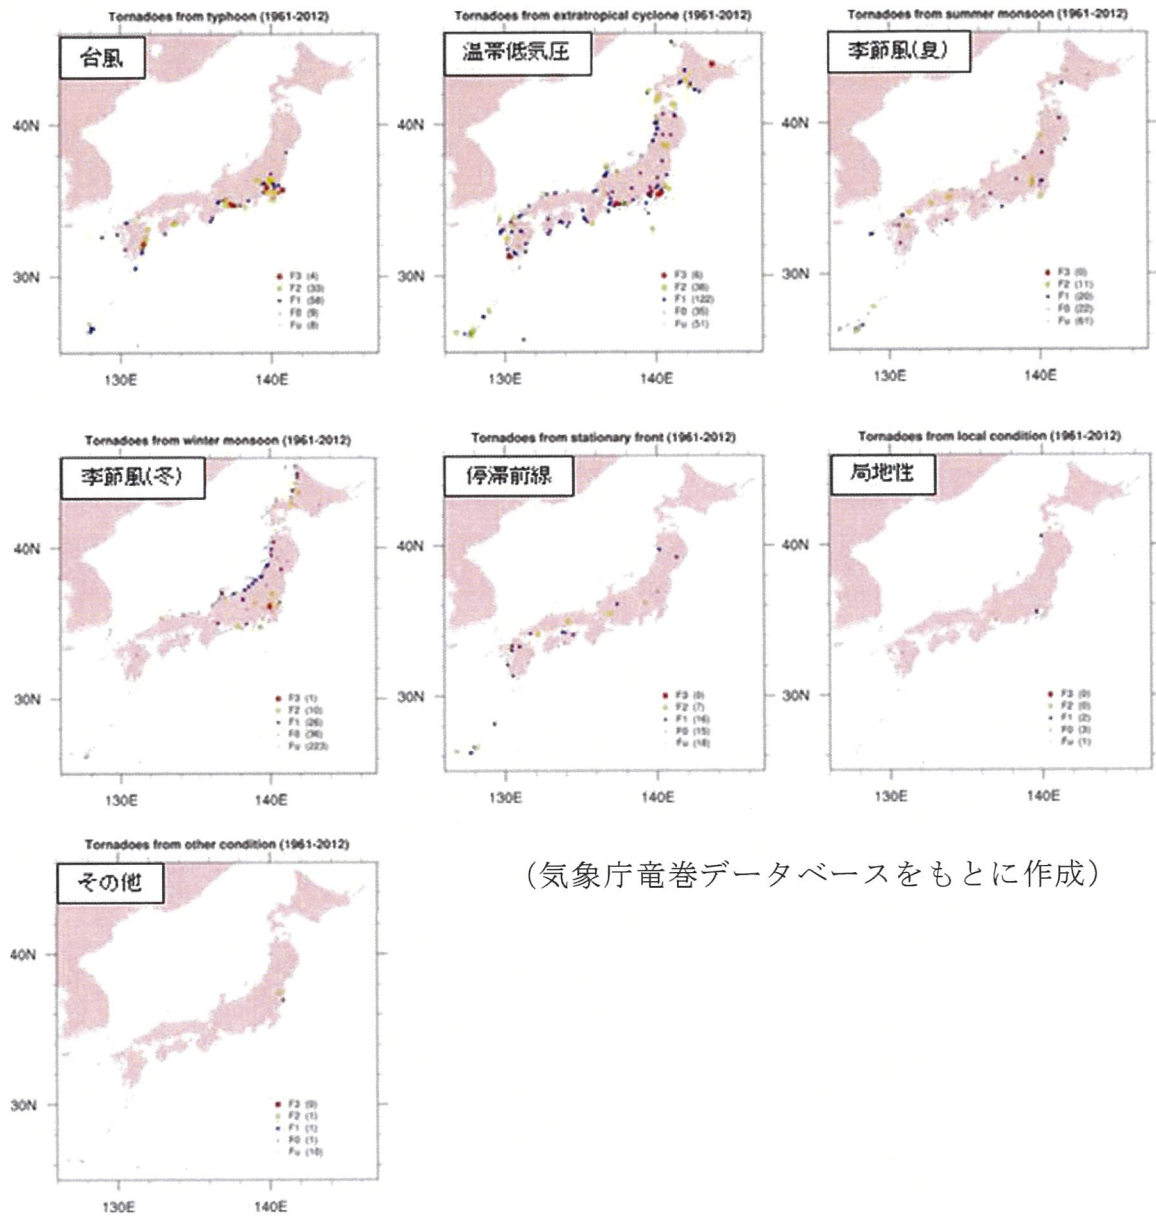 Tornadoes from typhoon (1961-2012)
台風
40N
30N
130E
140E
F3 (4)
F2 (33)
F1 (58)
F0 (9)
Fu (8)
Tornadoes from extratropical cyclone (1961-2012)
温帯低気圧
40N
30N
130E
140E
F3 (6)
F2 (38)
F1 (122)
F0 (35)
Fu (51)
Tornadoes from summer monsoon (1961-2012)
季節風(夏)
40N
30N
130E
140E
F3 (0)
F2 (11)
F1 (20)
F0 (22)
Fu (61)
Tornadoes from winter monsoon (1961-2012)
季節風(冬)
40N
30N
130E
140E
F3 (1)
F2 (10)
F1 (26)
F0 (36)
Fu (223)
Tornadoes from stationary front (1961-2012)
停滞前線
40N
30N
130E
140E
F3 (0)
F2 (7)
F1 (16)
F0 (15)
Fu (18)
Tornadoes from local condition (1961-2012)
局地性
40N
30N
130E
140E
F3 (0)
F2 (0)
F1 (2)
F0 (3)
Fu (1)
Tornadoes from other condition (1961-2012)
その他
40N
30N
130E
140E
F3 (0)
F2 (1)
F1 (1)
F0 (1)
Fu (10)
(気象庁竜巻データベースをもとに作成)